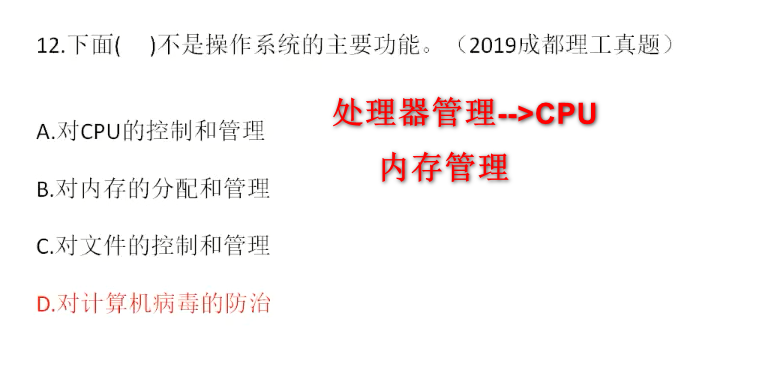 12.下面(    )不是操作系统的主要功能。（2019成都理工真题）
A.对CPU的控制和管理
处理器管理-->CPU
B.对内存的分配和管理
内存管理
C.对文件的控制和管理
D.对计算机病毒的防治